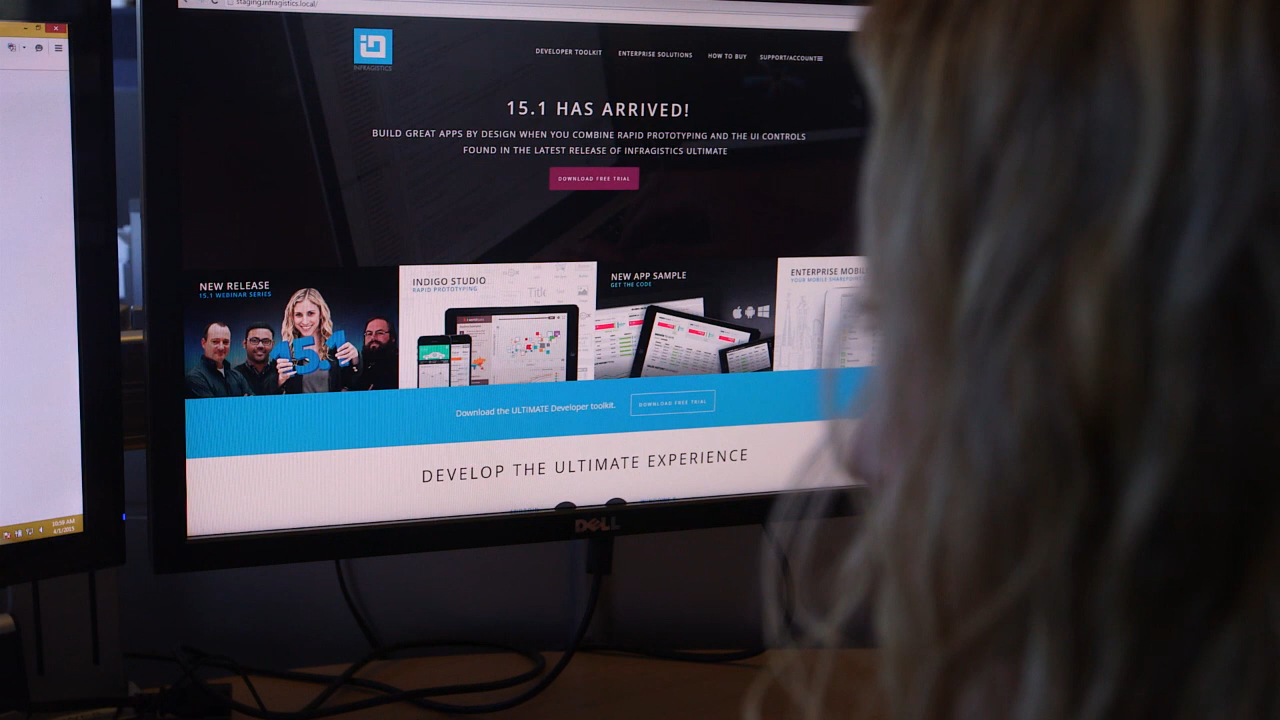 staging.infragistics.local/
INFRAGISTICS
DEVELOPER TOOLKIT
ENTERPRISE SOLUTIONS
HOW TO BUY
SUPPORT/ACCOUNT
15.1 HAS ARRIVED!
BUILD GREAT APPS BY DESIGN WHEN YOU COMBINE RAPID PROTOTYPING AND THE UI CONTROLS
FOUND IN THE LATEST RELEASE OF INFRAGISTICS ULTIMATE
DOWNLOAD FREE TRIAL
NEW RELEASE
15.1 WEBINAR SERIES
15.1
INDIGO STUDIO
RAPID PROTOTYPING
Title
NEW APP SAMPLE
GET THE CODE
ENTERPRISE MOBIL
YOUR MOBILE SHAREPOINT
Download the ULTIMATE Developer toolkit.
DOWNLOAD FREE TRIAL
DEVELOP THE ULTIMATE EXPERIENCE
DELL
10:58 AM
4/1/2015